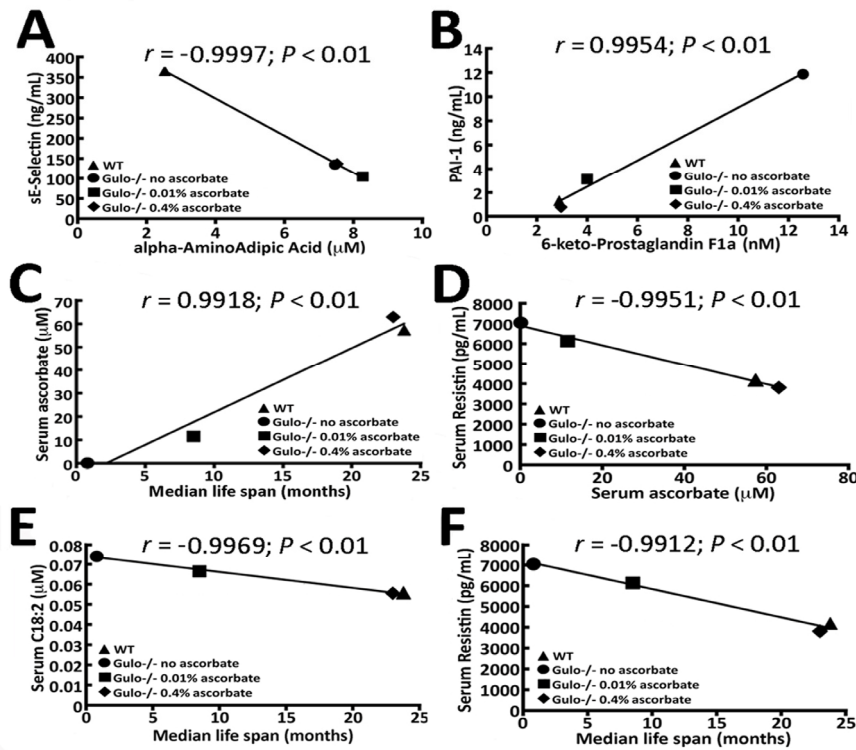 A
r = -0.9997; P < 0.01
sE-Selectin (ng/mL)
400
350
300
250
200
150
100
50
0
WT
Gulo-/- no ascorbate
Gulo-/- 0.01% ascorbate
Gulo-/- 0.4% ascorbate
0 2 4 6 8 10
alpha-AminoAdipic Acid (μM)
B
r = 0.9954; P < 0.01
PAI-1 (ng/mL)
14
12
10
8
6
4
2
0
WT
Gulo-/- no ascorbate
Gulo-/- 0.01% ascorbate
Gulo-/- 0.4% ascorbate
0 2 4 6 8 10 12 14
6-keto-Prostaglandin F1a (nM)
C
r = 0.9918; P < 0.01
Serum ascorbate (μM)
70
60
50
40
30
20
10
0
WT
Gulo-/- no ascorbate
Gulo-/- 0.01% ascorbate
Gulo-/- 0.4% ascorbate
0 5 10 15 20 25
Median life span (months)
D
r = -0.9951; P < 0.01
Serum Resistin (pg/mL)
8000
7000
6000
5000
4000
3000
2000
1000
0
WT
Gulo-/- no ascorbate
Gulo-/- 0.01% ascorbate
Gulo-/- 0.4% ascorbate
0 20 40 60 80
Serum ascorbate (μM)
E
r = -0.9969; P < 0.01
Serum C18:2 (μM)
0.08
0.07
0.06
0.05
0.04
0.03
0.02
0.01
0
WT
Gulo-/- no ascorbate
Gulo-/- 0.01% ascorbate
Gulo-/- 0.4% ascorbate
0 5 10 15 20 25
Median life span (months)
F
r = -0.9912; P < 0.01
Serum Resistin (pg/mL)
8000
7000
6000
5000
4000
3000
2000
1000
0
WT
Gulo-/- no ascorbate
Gulo-/- 0.01% ascorbate
Gulo-/- 0.4% ascorbate
0 5 10 15 20 25
Median life span (months)